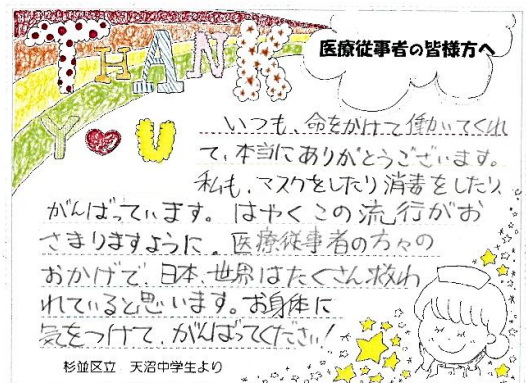 THANK
Y♥U
医療従事者の皆様方へ
いつも、命をかけて働いてくれ
て、本当にありがとうございます。
私も、マスクをしたり消毒をしたり、
がんばっています。はやくこの流行がお
さまりますように。医療従事者の方々の
おかげで、日本、世界はたくさん救わ
れていると思います。お身体に
気をつけて、がんばってください!
杉並区立 天沼中学生より